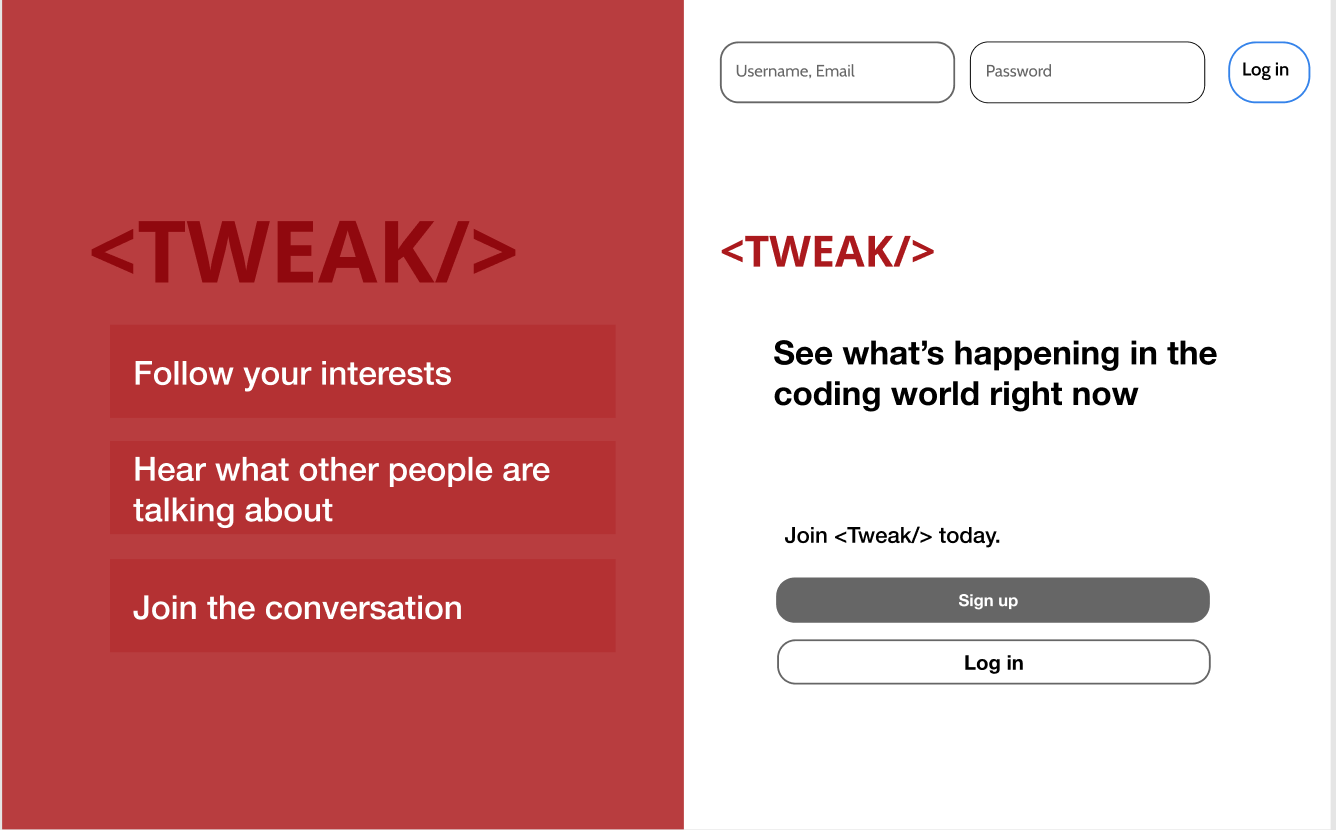 <TWEAK/>
Follow your interests
Hear what other people are
talking about
Join the conversation
Username, Email
Password
Log in
<TWEAK/>
See what’s happening in the
coding world right now
Join <Tweak/> today.
Sign up
Log in